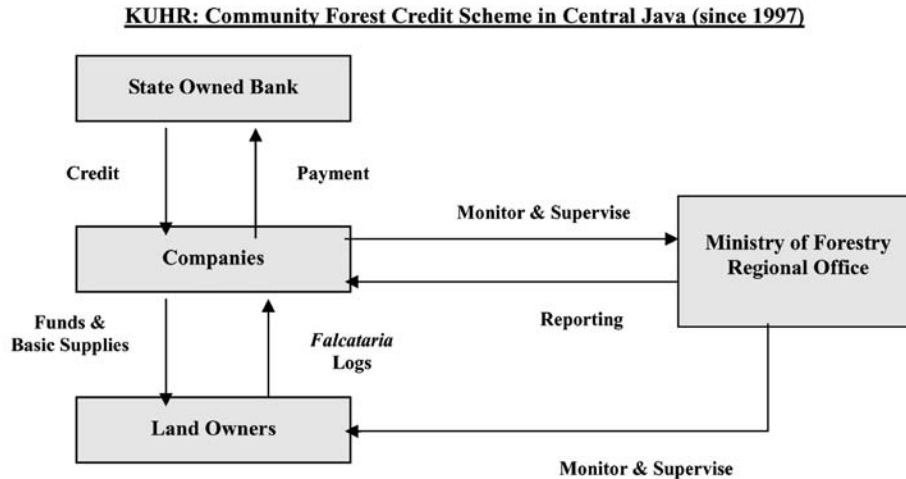 KUHR: Community Forest Credit Scheme in Central Java (since 1997)
State Owned Bank
Credit
Payment
Monitor & Supervise
Ministry of Forestry
Regional Office
Companies
Reporting
Funds &
Basic Supplies
Falcataria
Logs
Land Owners
Monitor & Supervise